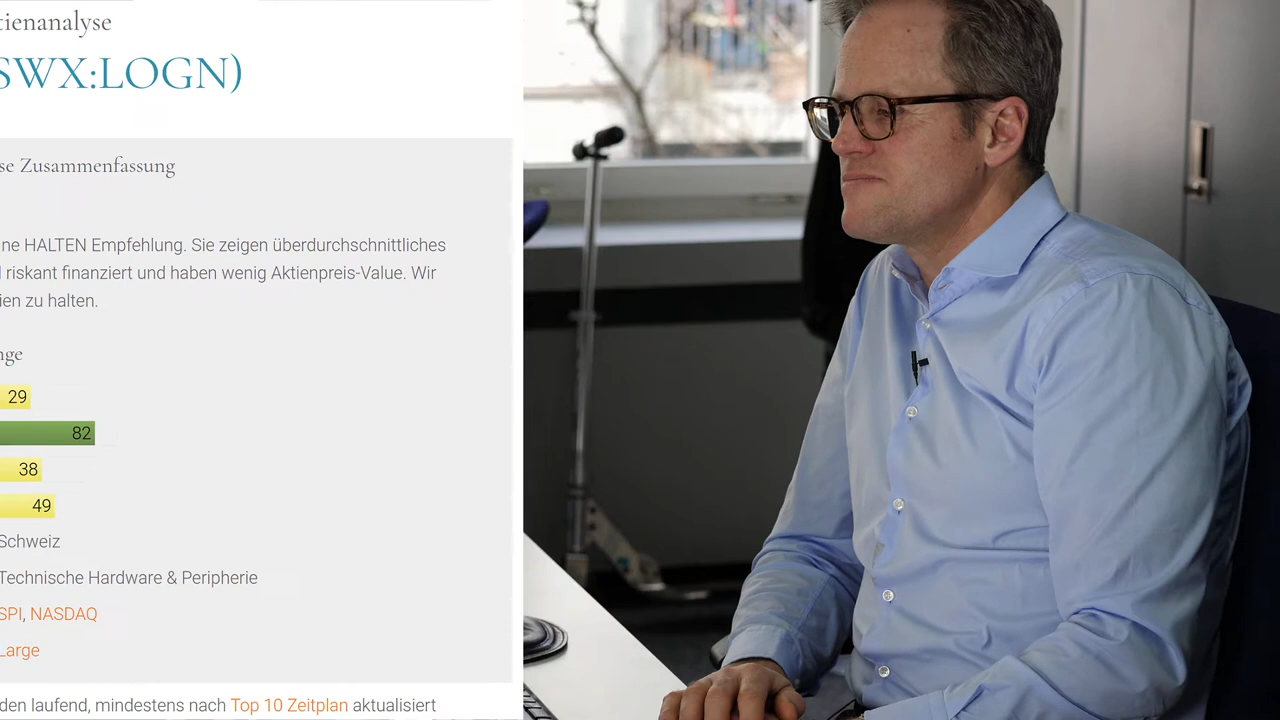 tienanalyse
SWX:LOGN)
se Zusammenfassung
ne HALTEN Empfehlung. Sie zeigen überdurchschnittliches
riskant finanziert und haben wenig Aktienpreis-Value. Wir
ien zu halten.
nge
29
82
38
49
Schweiz
Technische Hardware & Peripherie
SPI, NASDAQ
Large
den laufend, mindestens nach Top 10 Zeitplan aktualisiert